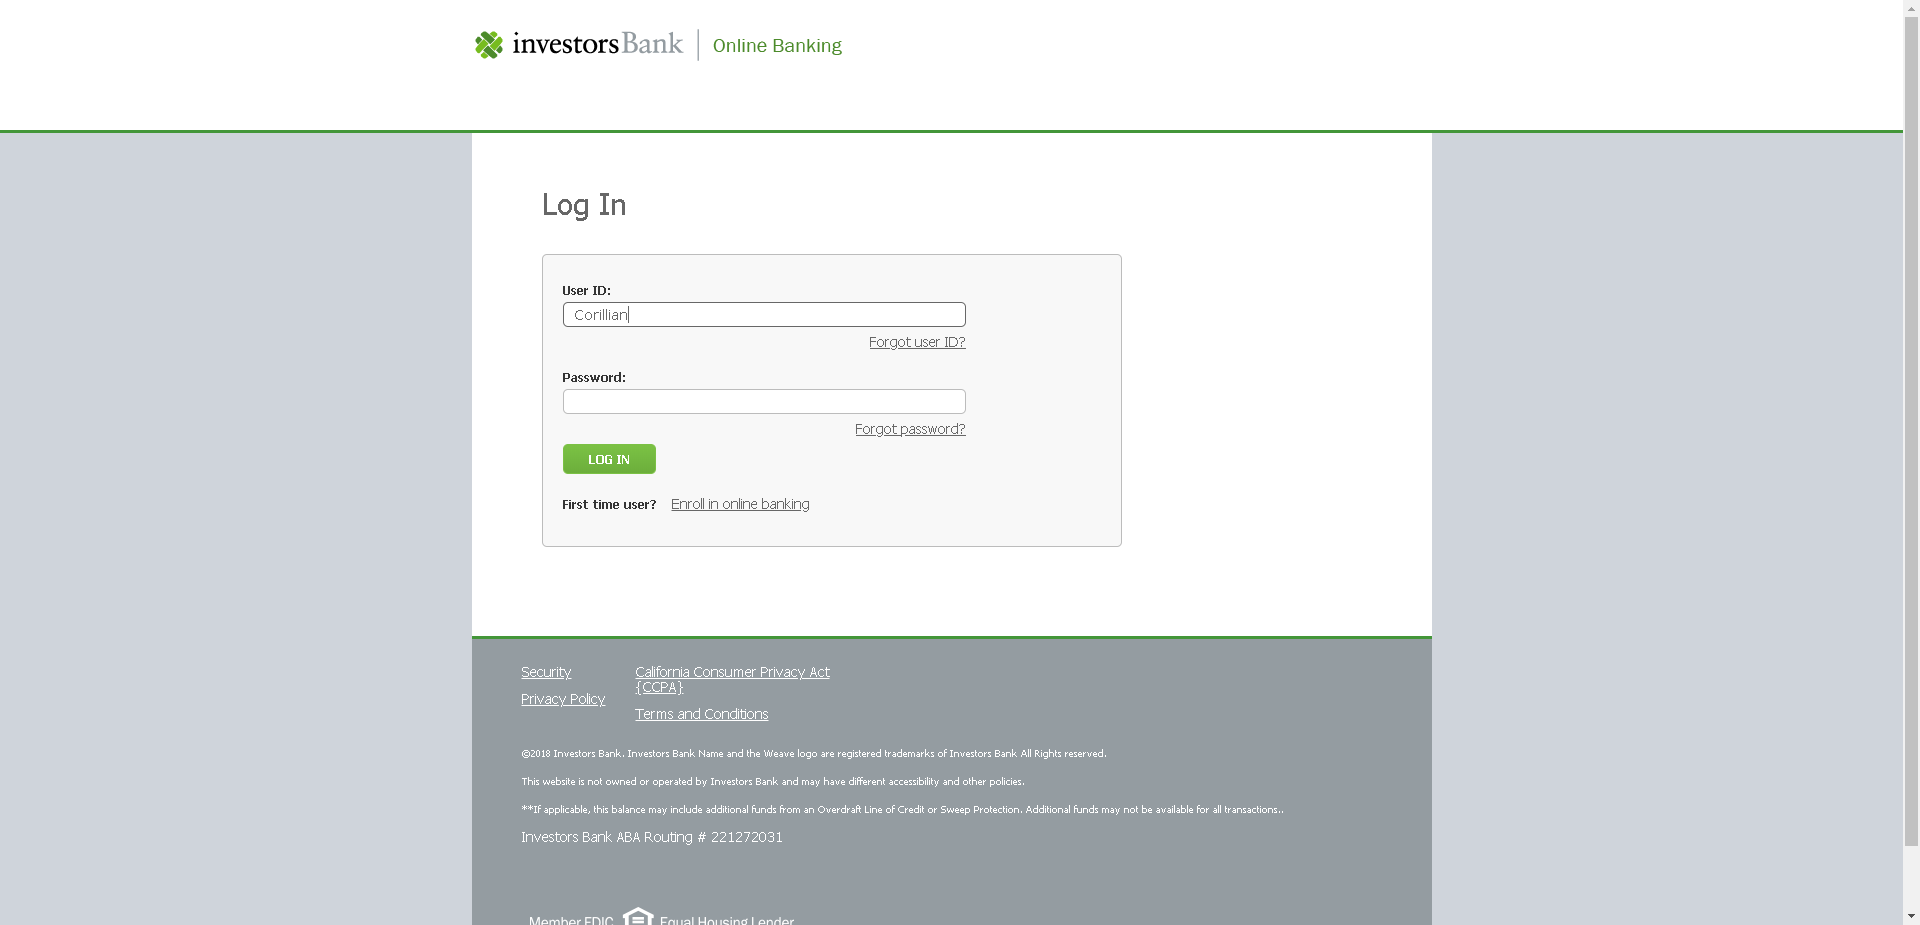 investorsBank | Online Banking
Log In
User ID:
Corillian
Forgot user ID?
Password:
Forgot password?
LOG IN
First time user? Enroll in online banking
Security
Privacy Policy
California Consumer Privacy Act
{CCPA}
Terms and Conditions
©2018 Investors Bank. Investors Bank Name and the Weave logo are registered trademarks of Investors Bank All Rights reserved.
This website is not owned or operated by Investors Bank and may have different accessibility and other policies.
**If applicable, this balance may include additional funds from an Overdraft Line of Credit or Sweep Protection. Additional funds may not be available for all transactions..
Investors Bank ABA Routing # 221272031
Member FDIC Equal Housing Lender